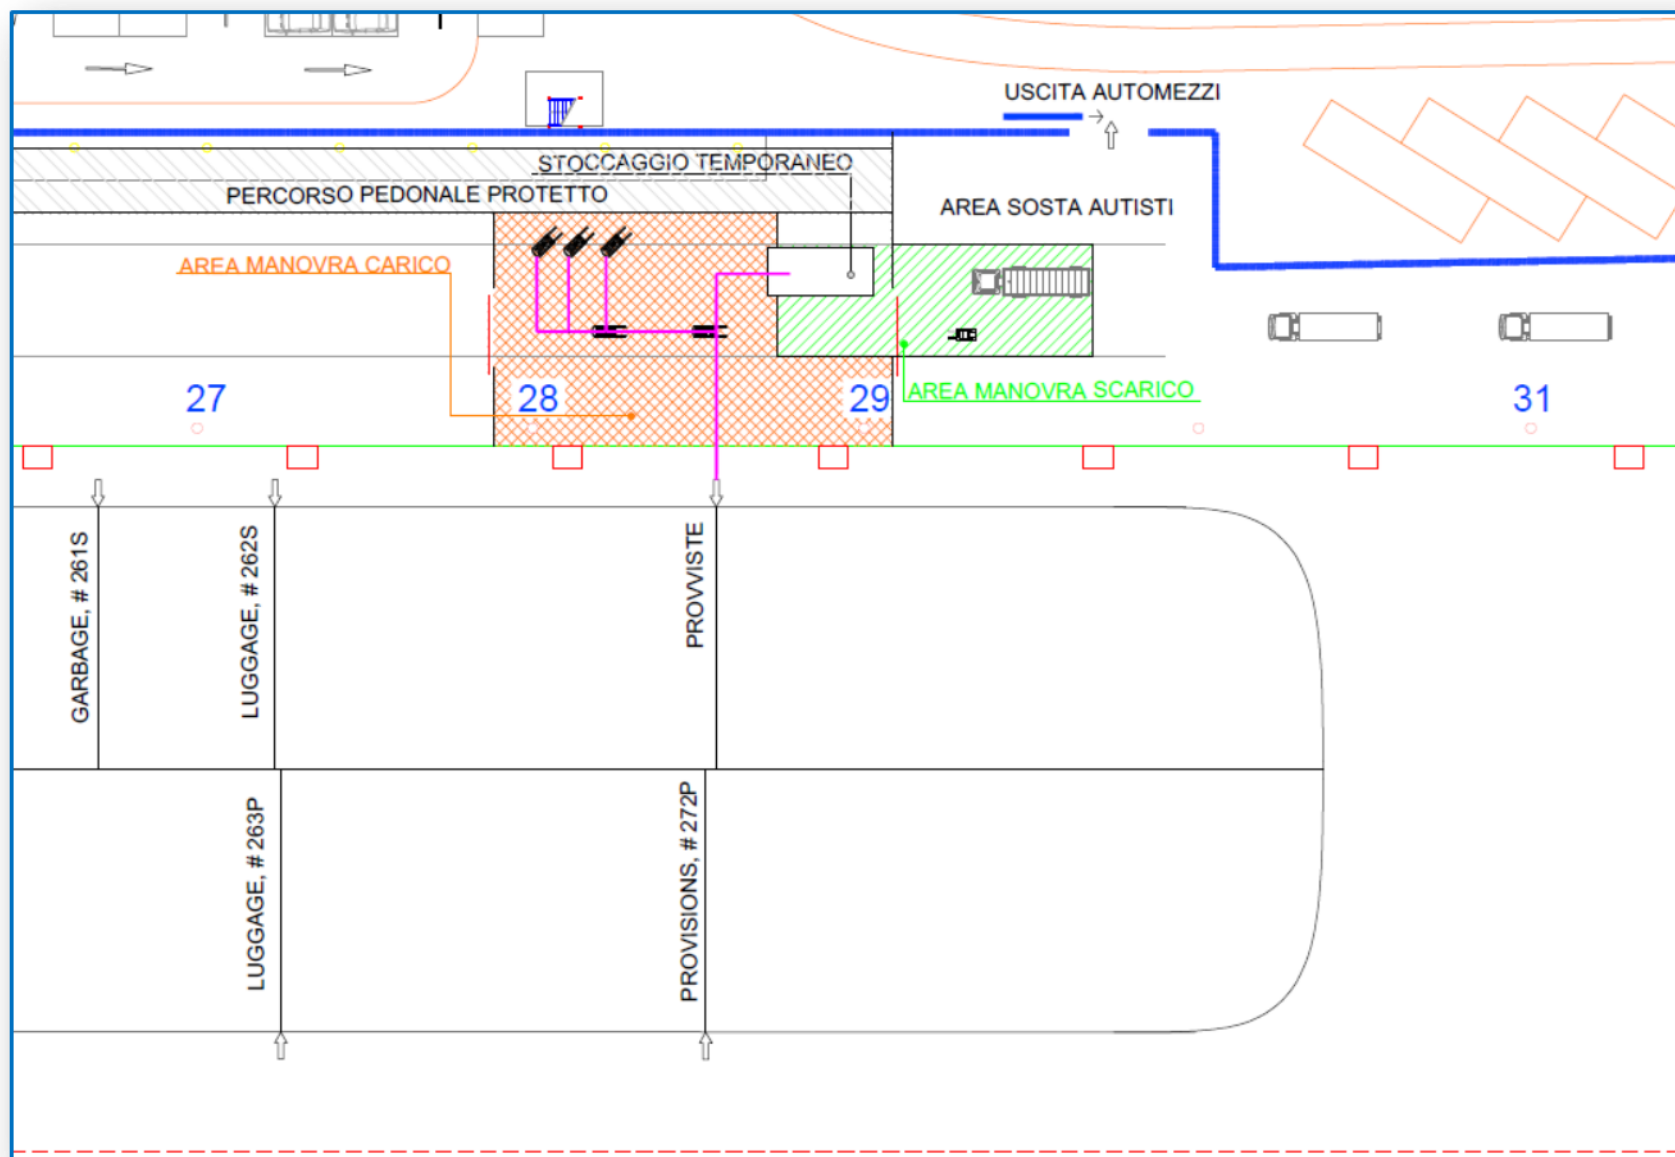 USCITA AUTOMEZZI
STOCCAGGIO TEMPORANEO
PERCORSO PEDONALE PROTETTO
AREA SOSTA AUTISTI
AREA MANOVRA CARICO
AREA MANOVRA SCARICO
27
28
29
31
GARBAGE, # 261S
LUGGAGE, # 262S
PROVVISTE
LUGGAGE, # 263P
PROVISIONS, # 272P